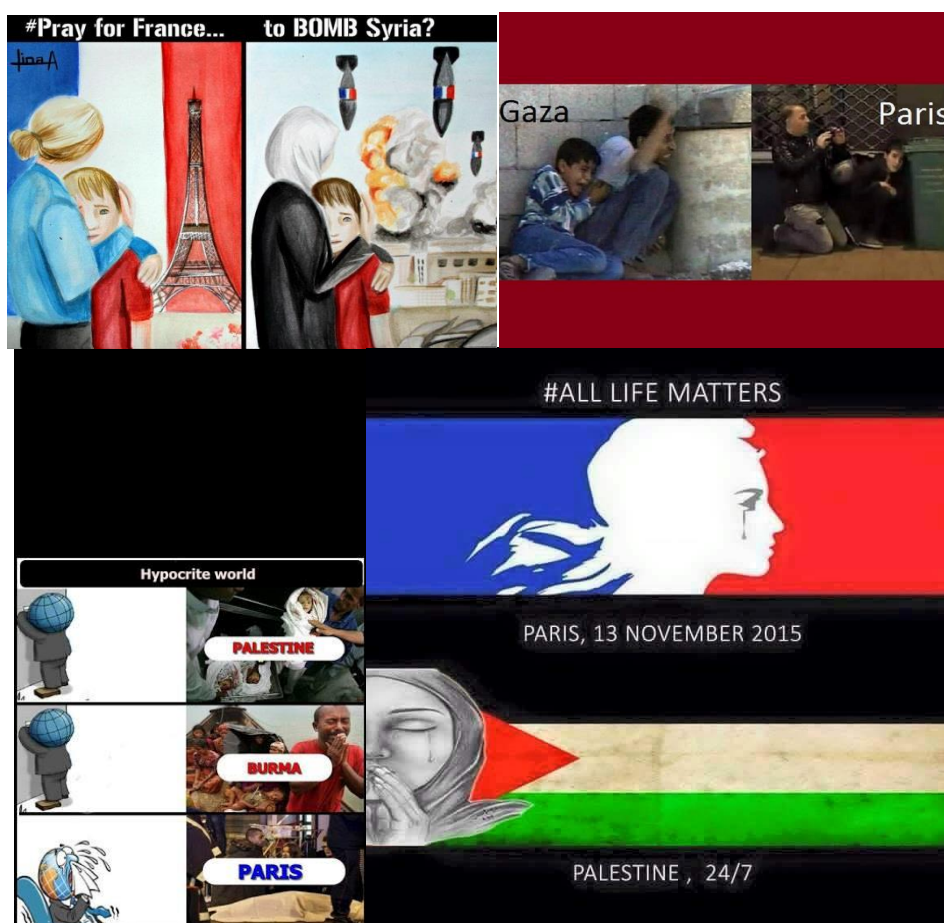 #Pray for France... to BOMB Syria?
linaA
Gaza
Paris
#ALL LIFE MATTERS
PARIS, 13 NOVEMBER 2015
Hypocrite world
PALESTINE
BURMA
PARIS
PALESTINE , 24/7